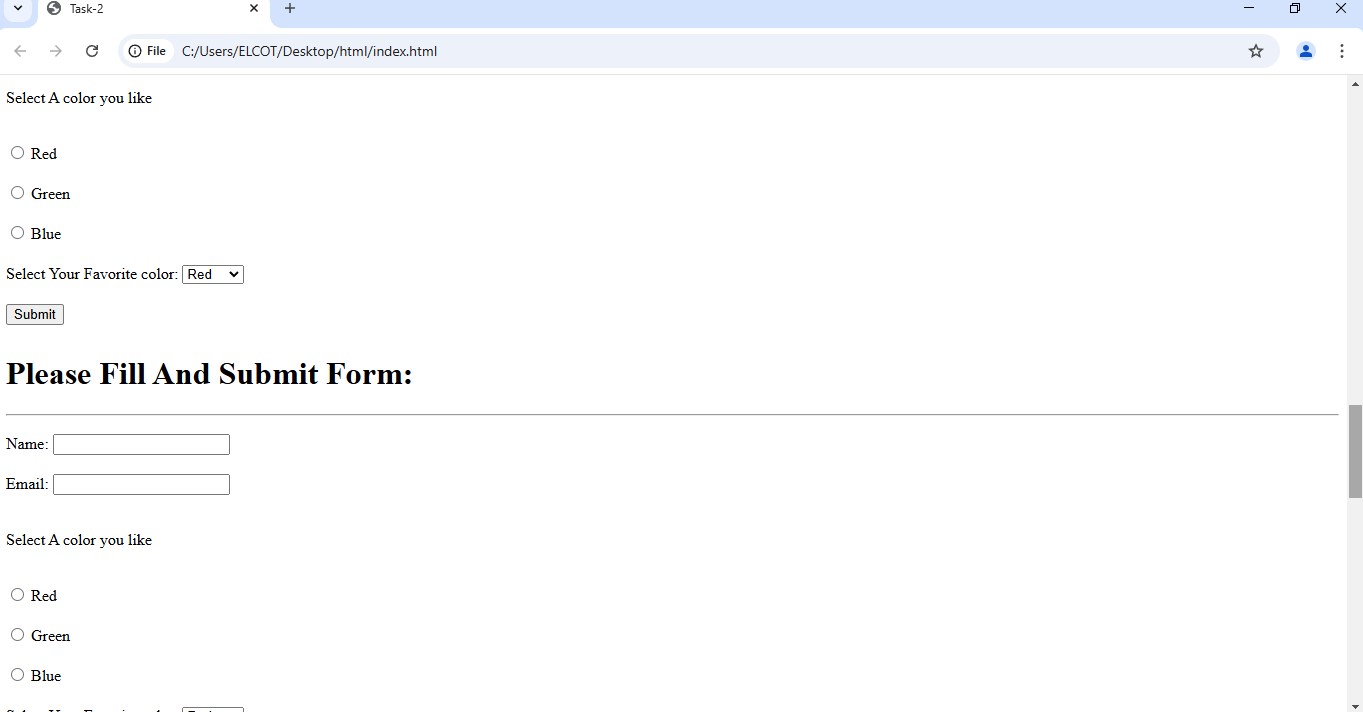 Task-2
File C:/Users/ELCOT/Desktop/html/index.html
Select A color you like
Red
Green
Blue
Select Your Favorite color: Red
Submit
Please Fill And Submit Form:
Name:
Email:
Select A color you like
Red
Green
Blue